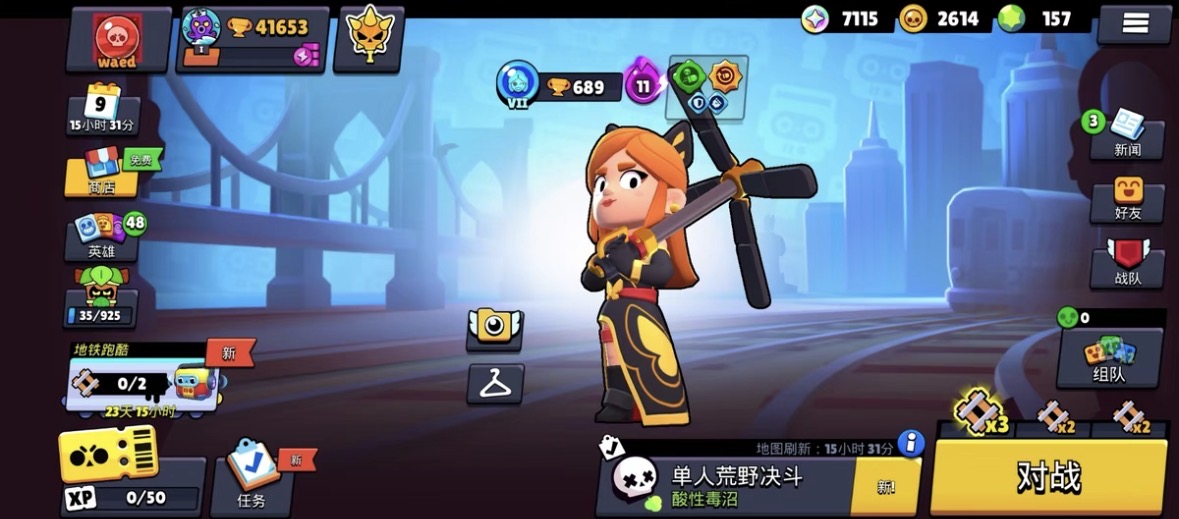 waed
41653
I
7115
2614
157
VII
689
11
9
15小时 31分
免费
商店
48
英雄
35/925
地铁跑酷
新
0/2
23天 15小时
XP
0/50
任务
新
3
新闻
好友
战队
0
组队
x3
x2
x2
地图刷新：15小时 31分
i
单人荒野决斗
酸性毒沼
新!
对战